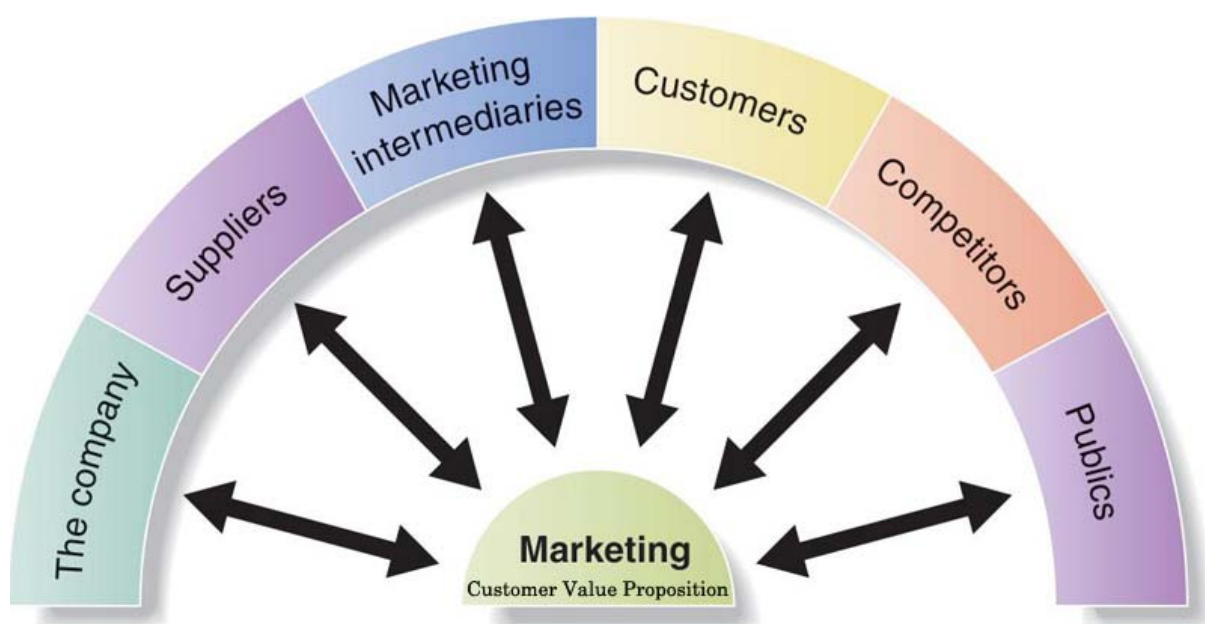 The company
Suppliers
Marketing
intermediaries
Customers
Competitors
Publics
Marketing
Customer Value Proposition